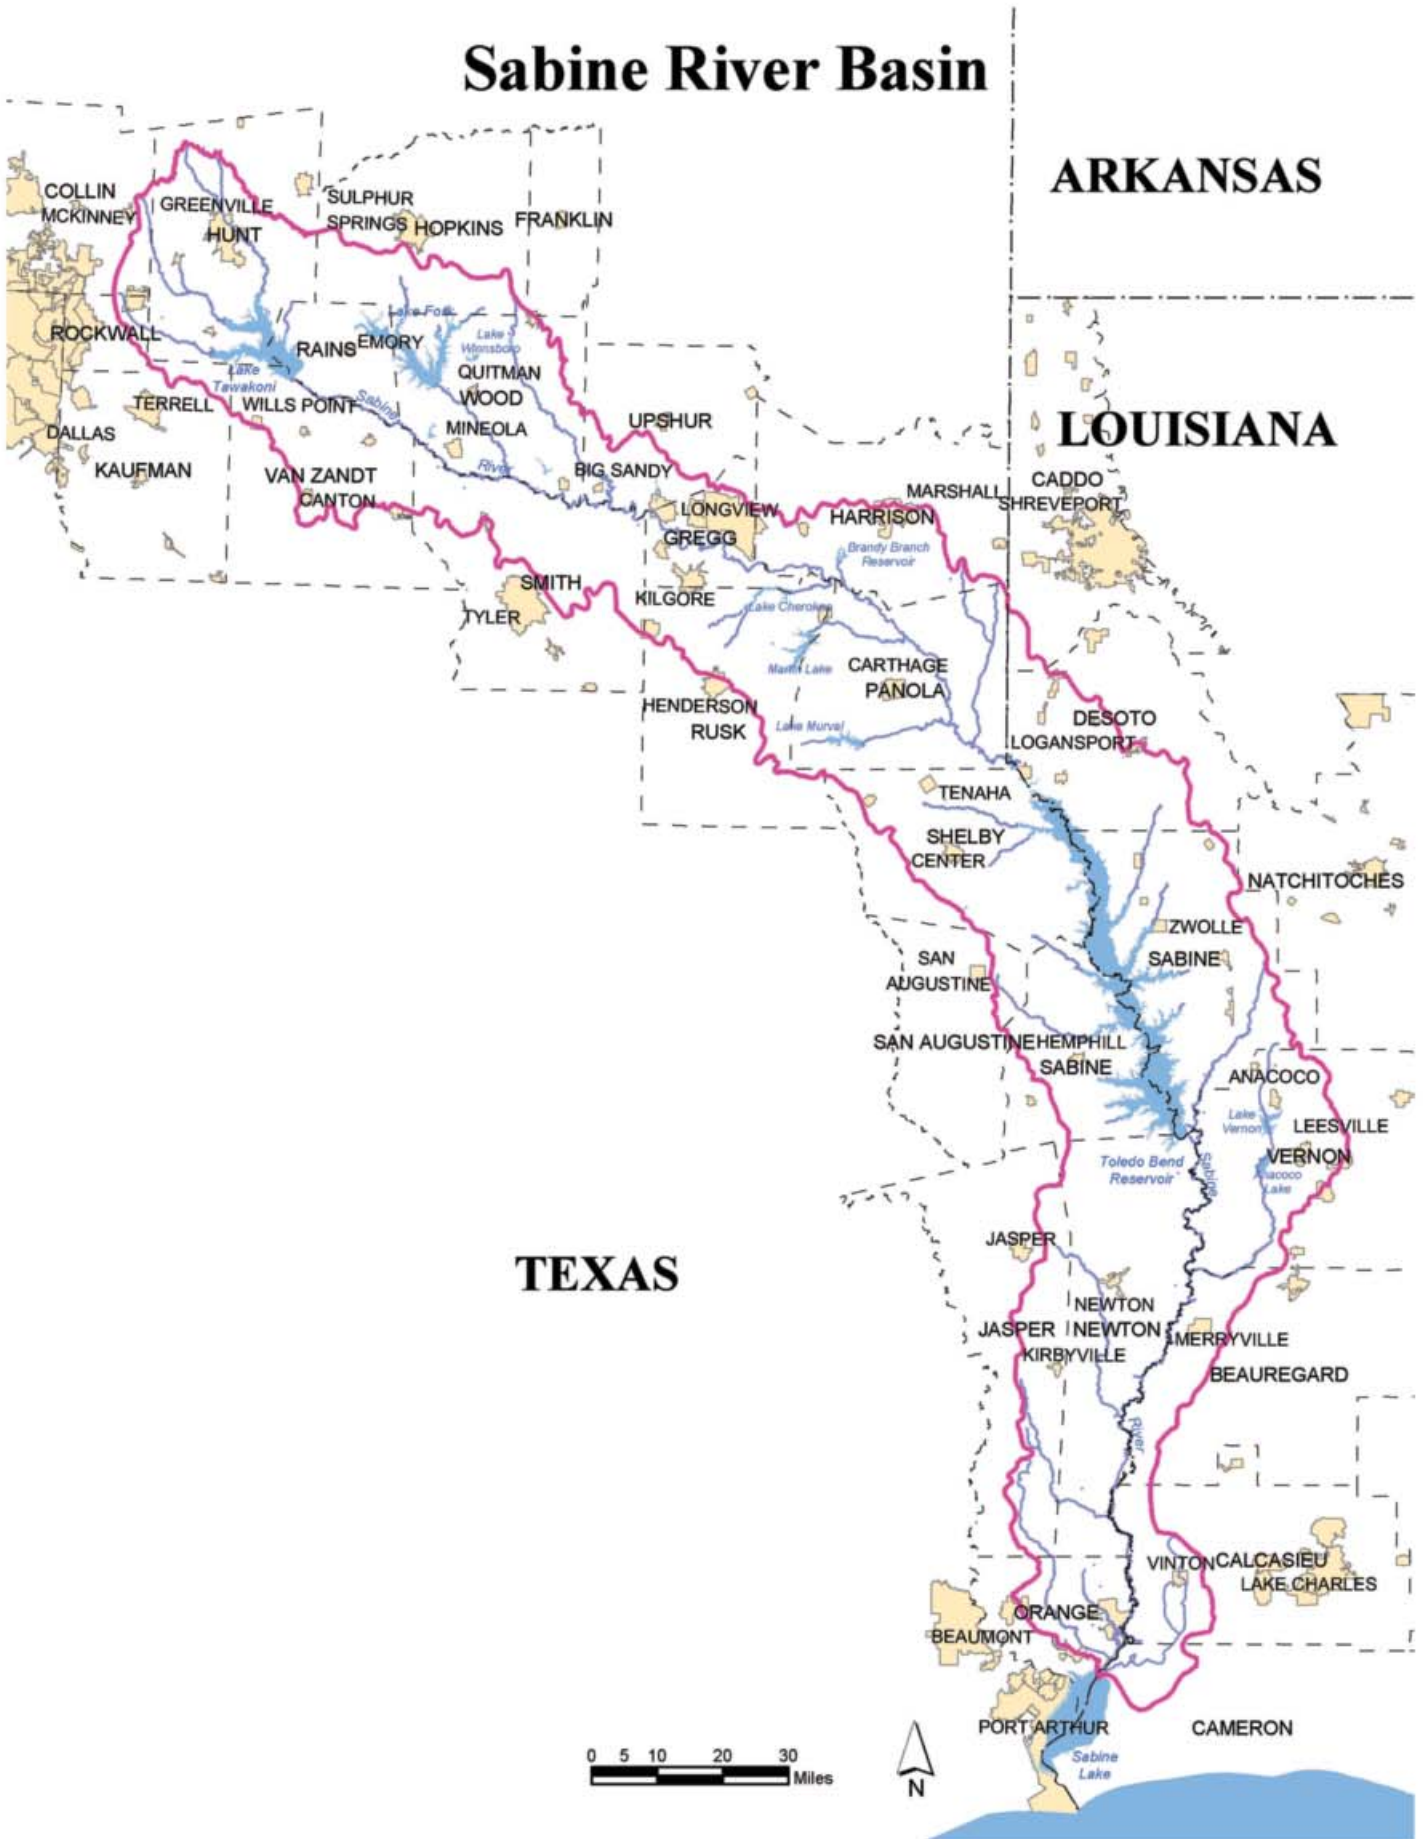 Sabine River Basin
ARKANSAS
COLLIN
MCKINNEY
GREENVILLE
HUNT
SULPHUR
SPRINGS
HOPKINS
FRANKLIN
ROCKWALL
RAINS
EMORY
Lake Fork
Lake
Winnsboro
QUITMAN
WOOD
Lake
Tawakoni
TERRELL
WILLS POINT
Sabine
MINEOLA
UPSHUR
LOUISIANA
DALLAS
KAUFMAN
VAN ZANDT
CANTON
River
BIG SANDY
LONGVIEW
GREGG
HARRISON
MARSHALL
CADDO
SHREVEPORT
Brandy Branch
Reservoir
SMITH
TYLER
KILGORE
Lake Cherokee
Martin Lake
CARTHAGE
PANOLA
HENDERSON
RUSK
Lake Murval
DESOTO
LOGANSPORT
TENAHA
SHELBY
CENTER
NATCHITOCHES
ZWOLLE
SABINE
SAN
AUGUSTINE
SAN AUGUSTINE
HEMPHILL
SABINE
ANACOCO
Lake
Vernon
LEESVILLE
VERNON
Anacoco
Lake
Toledo Bend
Reservoir
Sabine
JASPER
TEXAS
NEWTON
JASPER
NEWTON
KIRBYVILLE
MERRYVILLE
BEAUREGARD
River
VINTON
CALCASIEU
LAKE CHARLES
ORANGE
BEAUMONT
PORT ARTHUR
CAMERON
Sabine
Lake
0 5 10 20 30
Miles
N